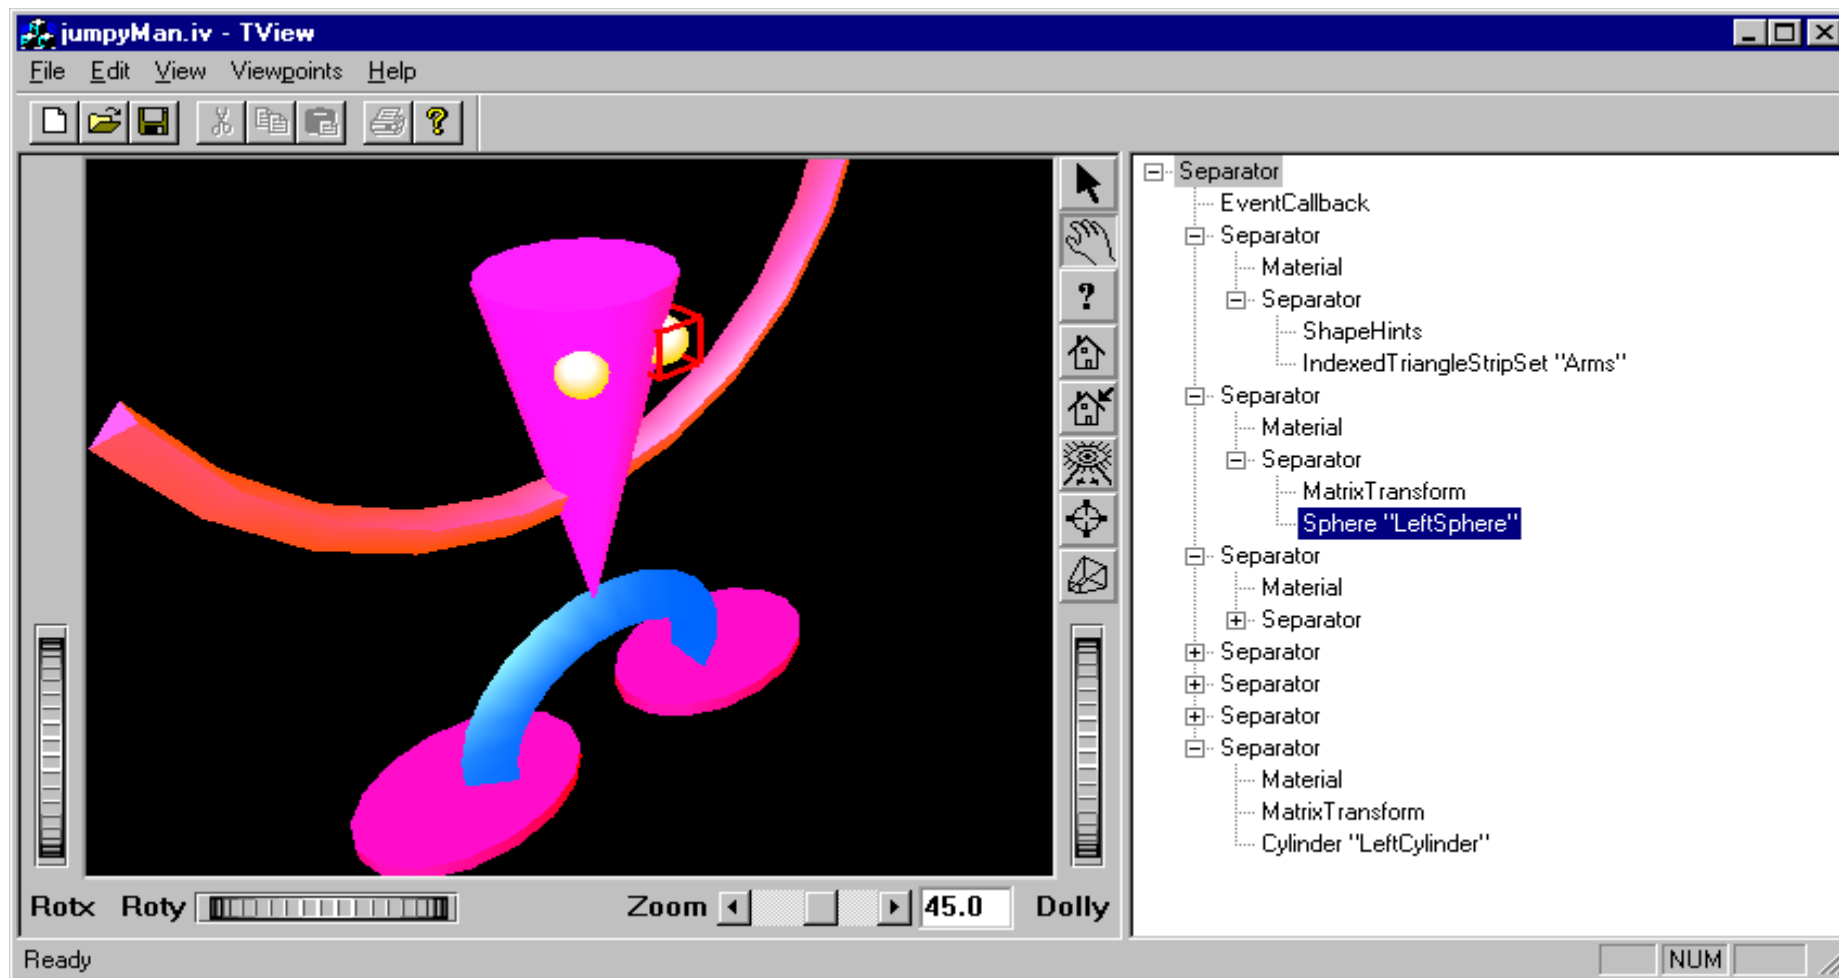 jumpyMan.iv - TView
File Edit View Viewpoints Help
?
Separator
EventCallback
Separator
Material
Separator
?
ShapeHints
IndexedTriangleStripSet "Arms"
Separator
Material
Separator
MatrixTransform
Sphere "LeftSphere"
Separator
Material
Separator
Separator
Separator
Separator
Separator
Material
MatrixTransform
Cylinder "LeftCylinder"
Rotx Roty Zoom 45.0 Dolly
Ready NUM